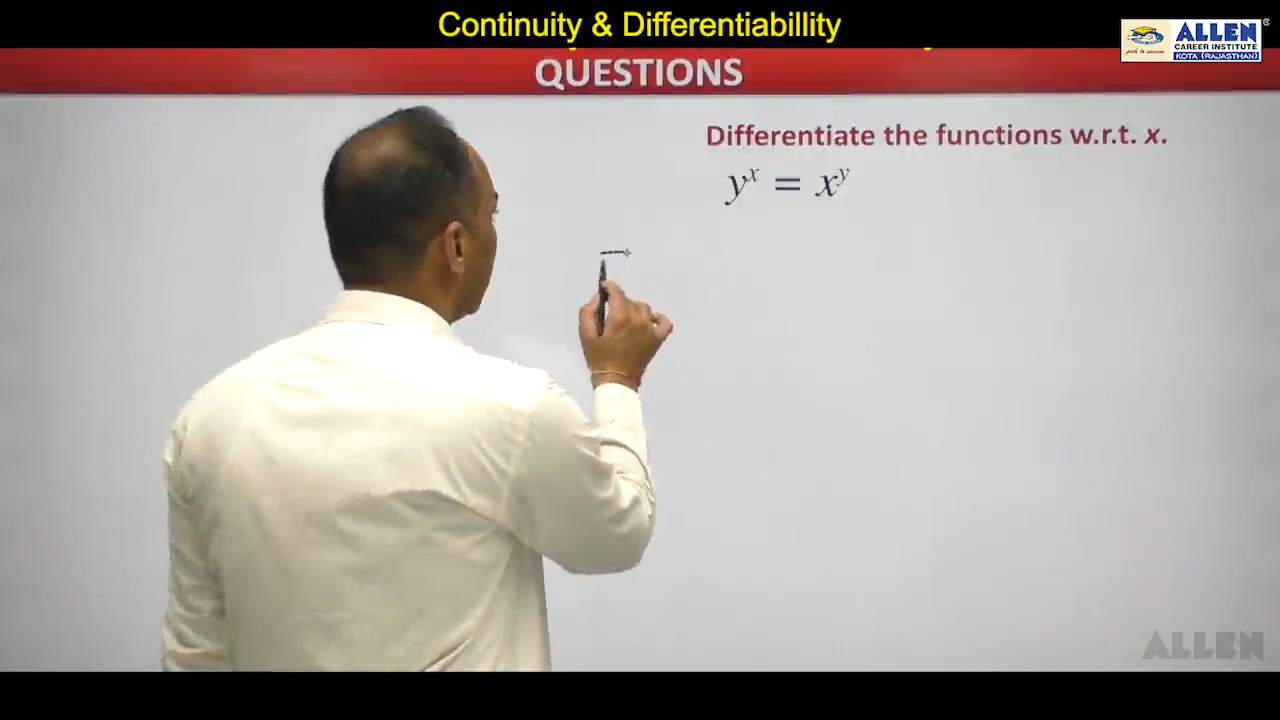 Continuity & Differentiabillity
ALLEN
CAREER INSTITUTE
KOTA (RAJASTHAN)
QUESTIONS
Differentiate the functions w.r.t. x.
yˣ = xʸ
ALLEN